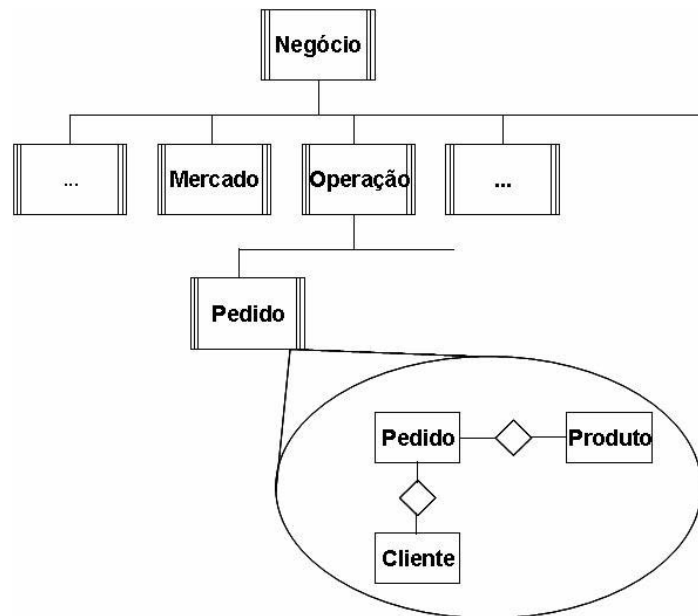 Negócio
...
Mercado
Operação
...
Pedido
Pedido
Produto
Cliente